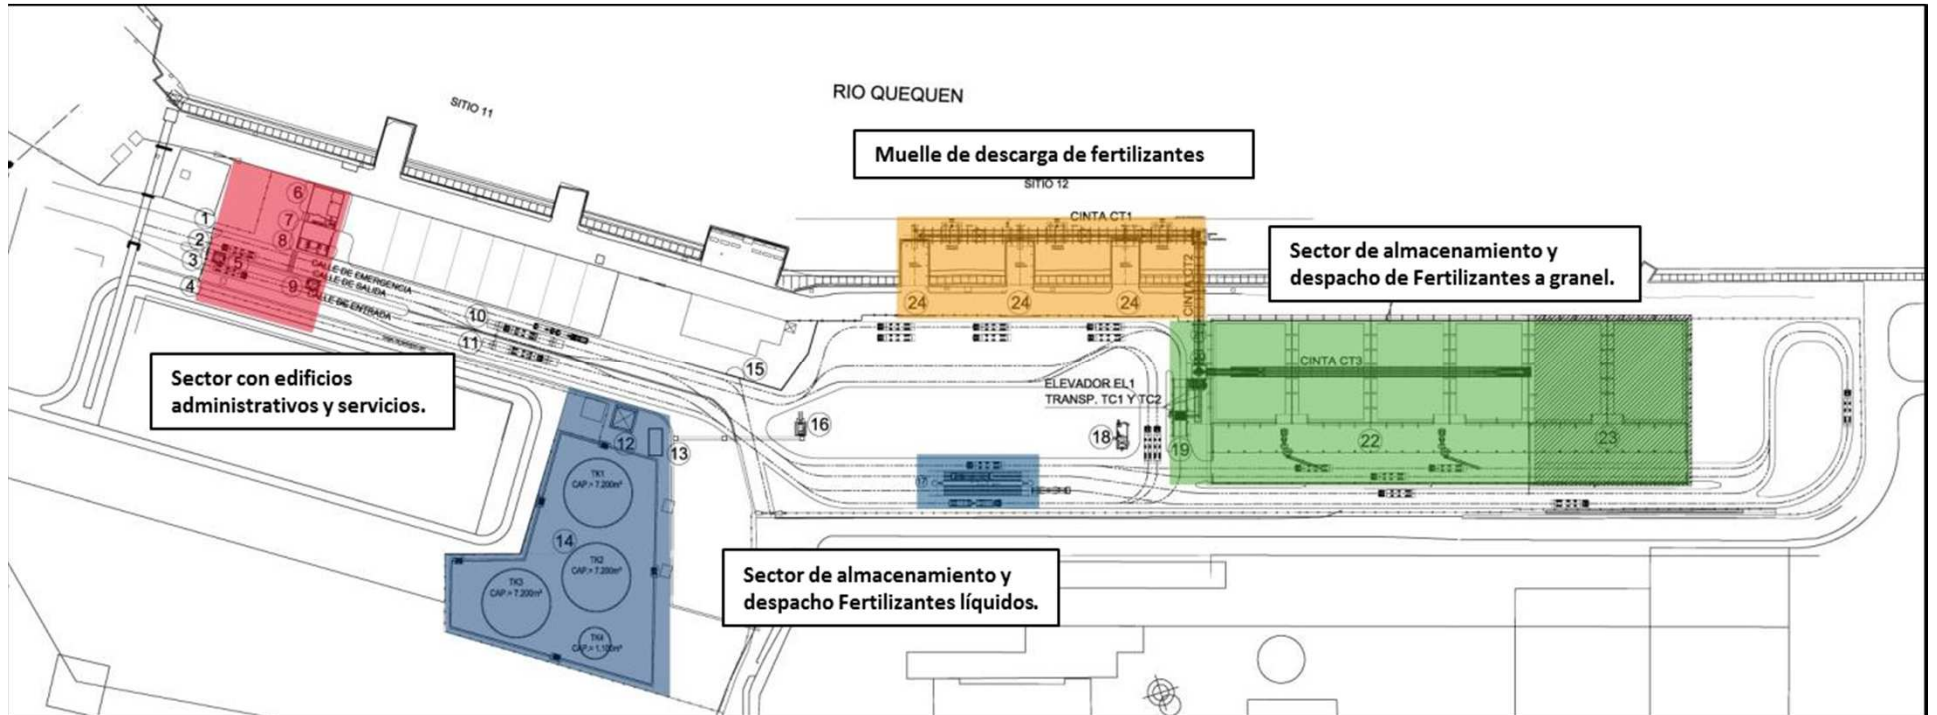 RIO QUEQUEN
SITIO 11
Muelle de descarga de fertilizantes
SITIO 12
CINTA CT1
CINTA CT2
24
24
24
Sector de almacenamiento y
despacho de Fertilizantes a granel.
1
2
3
4
5
6
7
8
9
CALLE DE EMERGENCIA
CALLE DE SALIDA
CALLE DE ENTRADA
10
11
Sector con edificios
administrativos y servicios.
15
CINTA CT3
ELEVADOR EL1
TRANSP. TC1 Y TC2
16
18
19
22
23
12
13
14
TK1
CAP.= 7.200m³
TK2
CAP.= 7.200m³
TK3
CAP.= 7.200m³
TK4
CAP.= 1.100m³
17
Sector de almacenamiento y
despacho Fertilizantes líquidos.